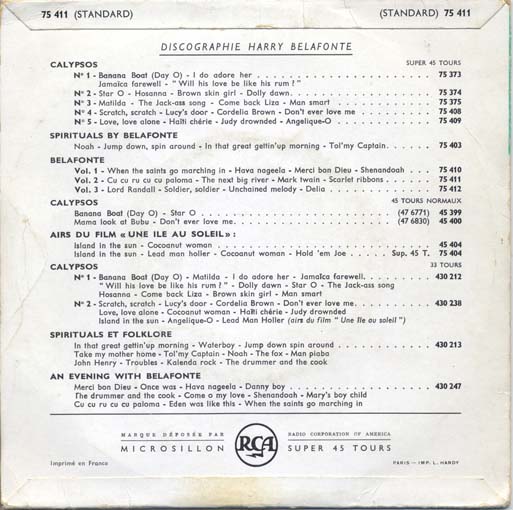 75 411 (STANDARD) (STANDARD) 75 411
DISCOGRAPHIE HARRY BELAFONTE
CALYPSOS SUPER 45 TOURS
N° 1 - Banana Boat (Day O) - I do adore her . . . . . . . . . . 75 373
Jamaïca ferewell - " Will his love be like his rum ? "
N° 2 - Star O - Hosanna - Brown skin girl - Dolly dawn . . . . . . . . . . 75 374
N° 3 - Matilda - The Jack-ass song - Come back Liza - Man smart . . . . . . . . . . 75 375
N° 4 - Scratch, scratch - Lucy's door - Cordelia Brown - Don't ever leave me . . . . . . . . . . 75 408
N° 5 - Love, love alone - Haïti chérie - Judy drownded - Angelique-O . . . . . . . . . . 75 409
SPIRITUALS BY BELAFONTE
Noah - Jump down, spin around - In that great gettin'up morning - Tol'my Captain . . . . . 75 403
BELAFONTE
Vol. 1 - When the saints go marching in - Hava nageela - Merci bon Dieu - Shenandoah . . . 75 410
Vol. 2 - Cu cu ru cu cu paloma - The next big river - Mark twain - Scarlet ribbons . . . . . 75 411
Vol. 3 - Lord Randall - Soldier, soldier - Unchained melody - Delia . . . . . . . . . . 75 412
CALYPSOS 45 TOURS NORMAUX
Banana Boat (Day O) - Star O . . . . . . . . . . (47 6771) 45 399
Mama look at Bubu - Don't ever leave me . . . . . . . . . . (47 6830) 45 400
AIRS DU FILM « UNE ILE AU SOLEIL » :
Island in the sun - Cocoanut woman . . . . . . . . . . 45 404
Island in the sun - Lead man holler - Cocoanut woman - Hold 'em Joe . . . . . Sup. 45 T. 75 404
CALYPSOS 33 TOURS
N° 1 - Banana Boat (Day O) - Matilda - I do adore her - Jamaïca farewell . . . . . . . . . . 430 212
" Will his love be like his rum ? " - Dolly dawn - Star O - The Jack-ass song
Hosanna - Come back Liza - Brown skin girl - Man smart
N° 2 - Scratch, scratch - Lucy's door - Cordelia Brown - Don't ever leave me . . . . . . . . . . 430 238
Love, love alone - Cocoanut woman - Haïti chérie - Judy drownded
Island in the sun - Angelique-O - Lead Man Holler (airs du film " Une Ile au soleil ")
SPIRITUALS ET FOLKLORE
In that great gettin'up morning - Waterboy - Jump down spin around . . . . . . . . . . 430 213
Take my mother home - Tol'my Captain - Noah - The fox - Man piaba
John Henry - Troubles - Kalenda rock - The drummer and the cook
AN EVENING WITH BELAFONTE
Merci bon Dieu - Once was - Hava nageela - Danny boy . . . . . . . . . . 430 247
The drummer and the cook - Come o my love - Shenandoah - Mary's boy child
Cu cu ru cu cu paloma - Eden was like this - When the saints go marching in
MARQUE DÉPOSÉE PAR RCA RADIO CORPORATION OF AMERICA
MICROSILLON SUPER 45 TOURS
Imprimé en France PARIS — IMP. L. HARDY